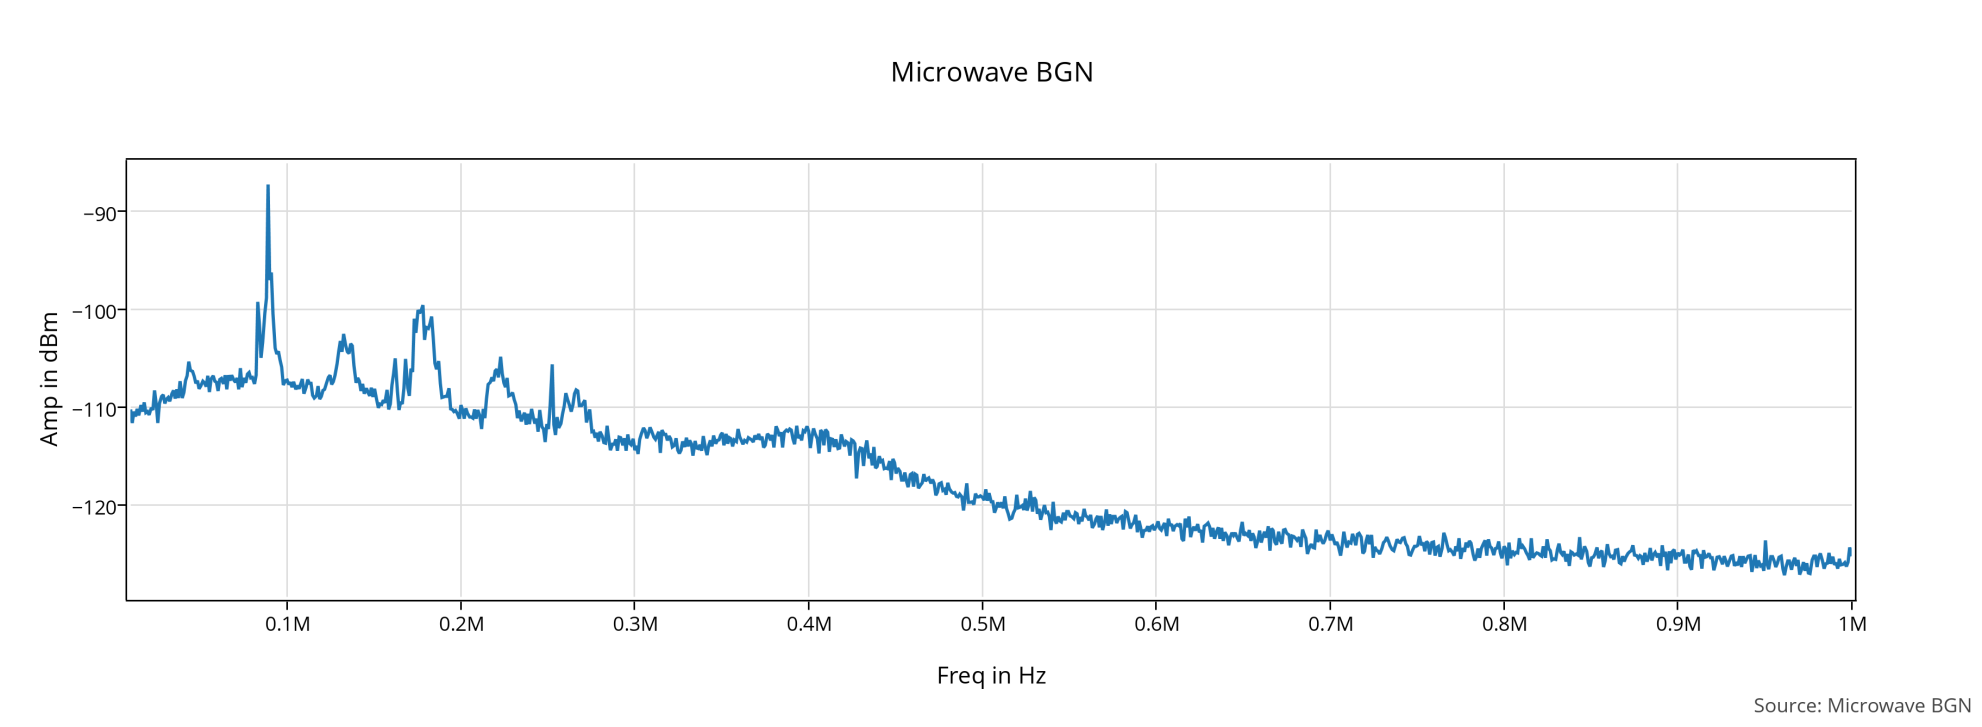 Microwave BGN
Amp in dBm
−90
−100
−110
−120
0.1M 0.2M 0.3M 0.4M 0.5M 0.6M 0.7M 0.8M 0.9M 1M
Freq in Hz
Source: Microwave BGN